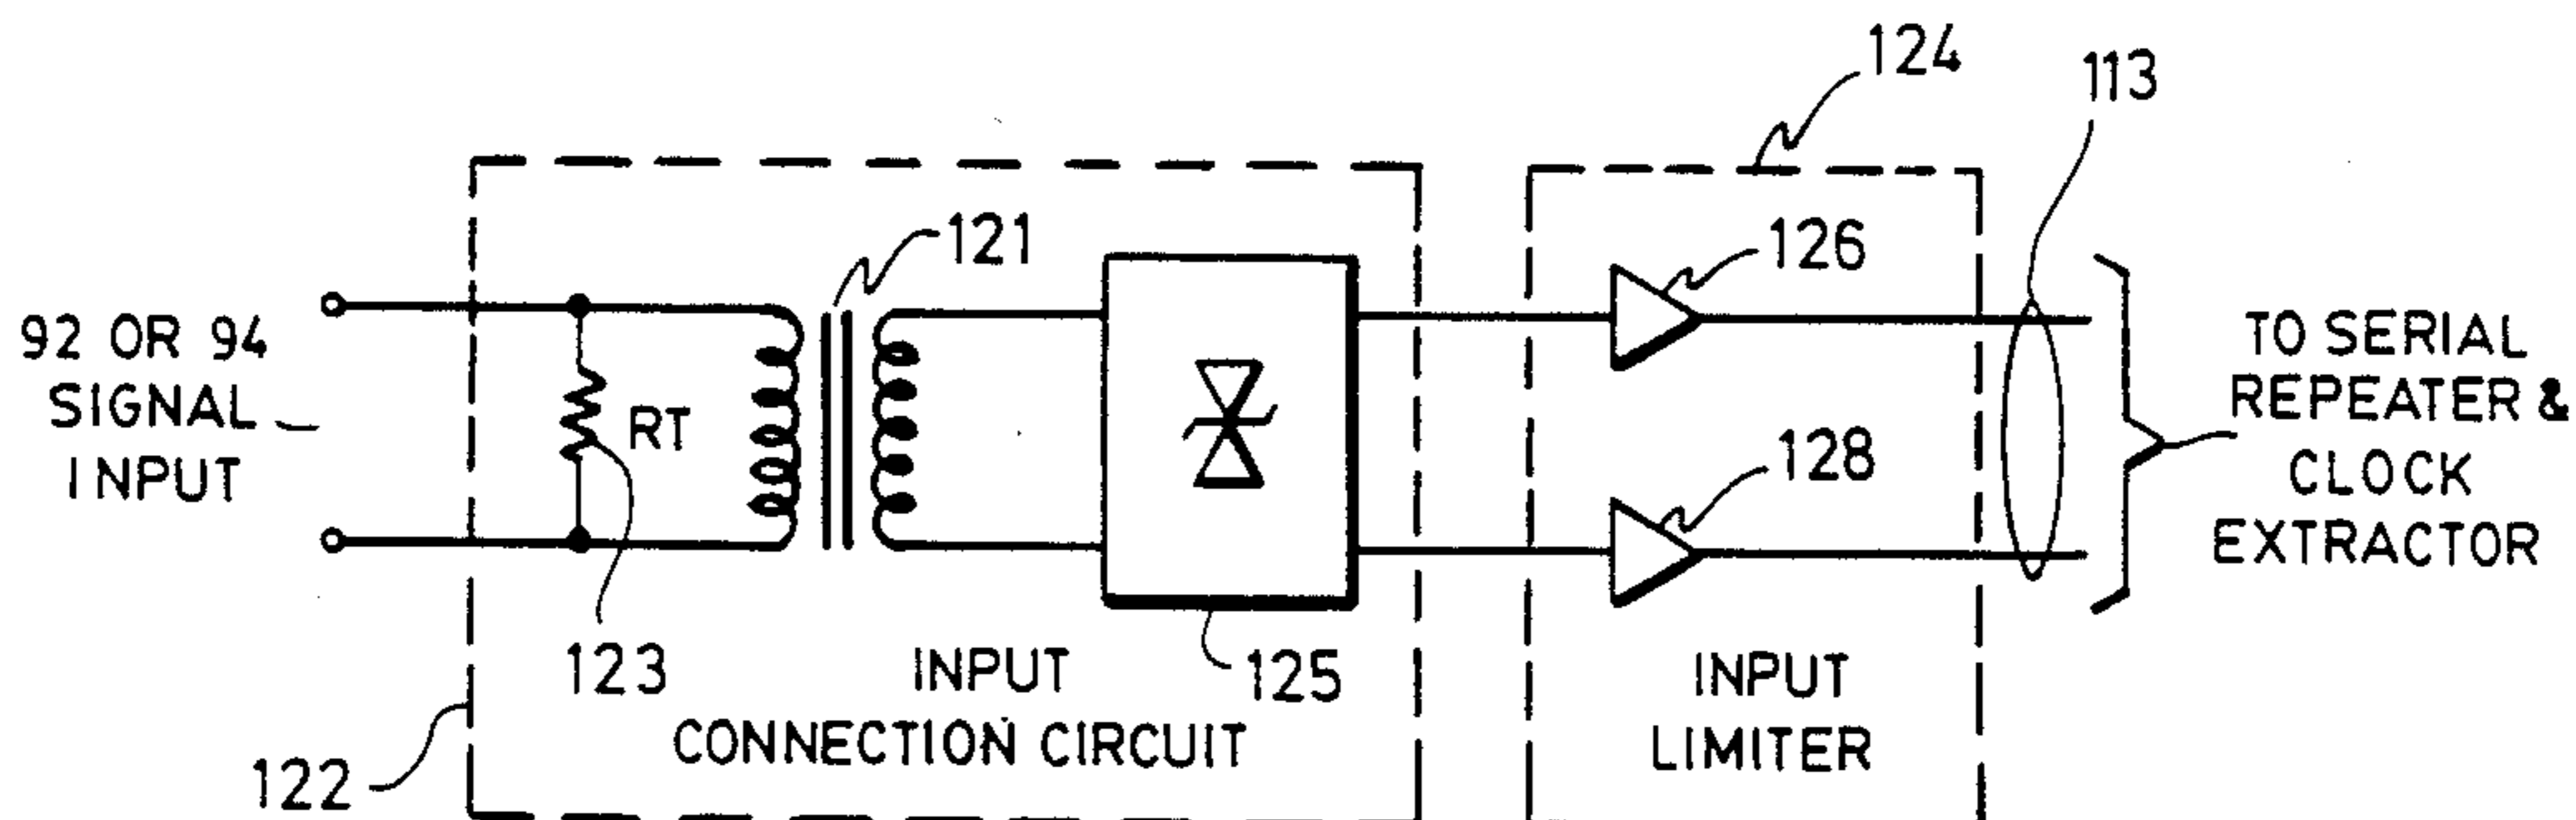 124
113
121
126
92 OR 94
SIGNAL
INPUT
RT
TO SERIAL
REPEATER &
CLOCK
EXTRACTOR
128
123
125
INPUT
CONNECTION CIRCUIT
INPUT
LIMITER
122